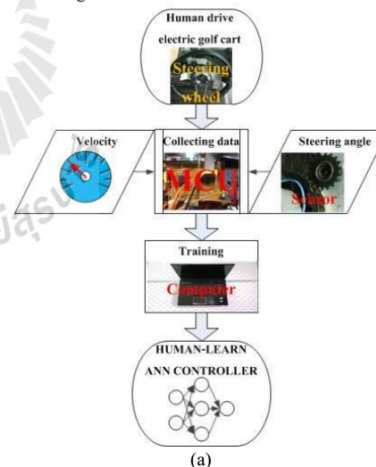 Human drive
electric golf cart
Steering
wheel
Velocity
Collecting data
Steering angle
MCU
Sensor
Training
Computer
HUMAN-LEARN
ANN CONTROLLER
(a)